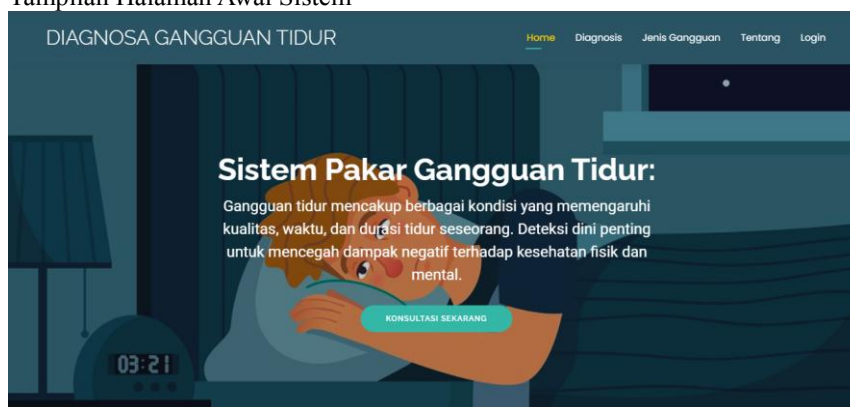 Tampilan Halaman Awal Sistem
DIAGNOSA GANGGUAN TIDUR
Home Diagnosis Jenis Gangguan Tentang Login
Sistem Pakar Gangguan Tidur:
Gangguan tidur mencakup berbagai kondisi yang memengaruhi
kualitas, waktu, dan durasi tidur seseorang. Deteksi dini penting
untuk mencegah dampak negatif terhadap kesehatan fisik dan
mental.
KONSULTASI SEKARANG
03:21